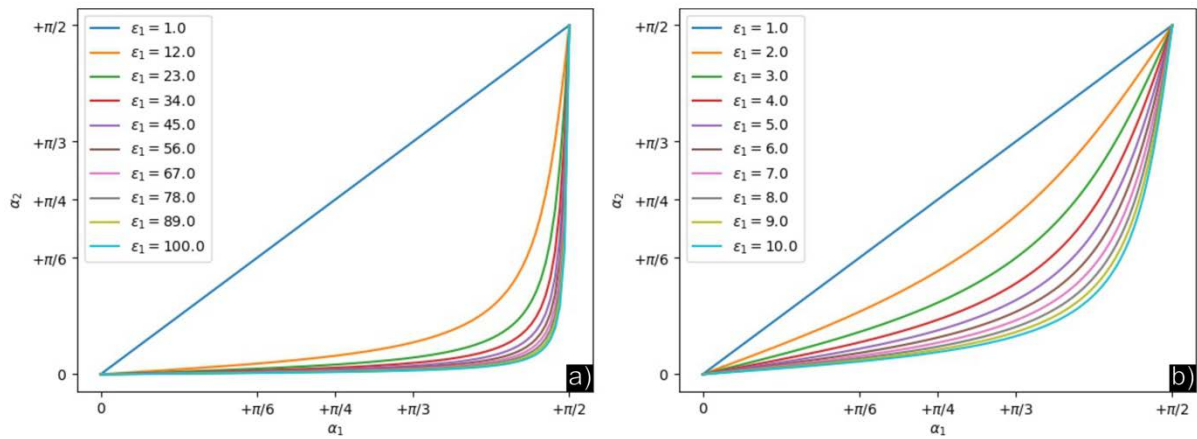 +π/2
+π/3
+π/4
+π/6
0
α₂
ε₁ = 1.0
ε₁ = 12.0
ε₁ = 23.0
ε₁ = 34.0
ε₁ = 45.0
ε₁ = 56.0
ε₁ = 67.0
ε₁ = 78.0
ε₁ = 89.0
ε₁ = 100.0
a)
0 +π/6 +π/4 +π/3 +π/2
α₁
+π/2
+π/3
+π/4
+π/6
0
α₂
ε₁ = 1.0
ε₁ = 2.0
ε₁ = 3.0
ε₁ = 4.0
ε₁ = 5.0
ε₁ = 6.0
ε₁ = 7.0
ε₁ = 8.0
ε₁ = 9.0
ε₁ = 10.0
b)
0 +π/6 +π/4 +π/3 +π/2
α₁